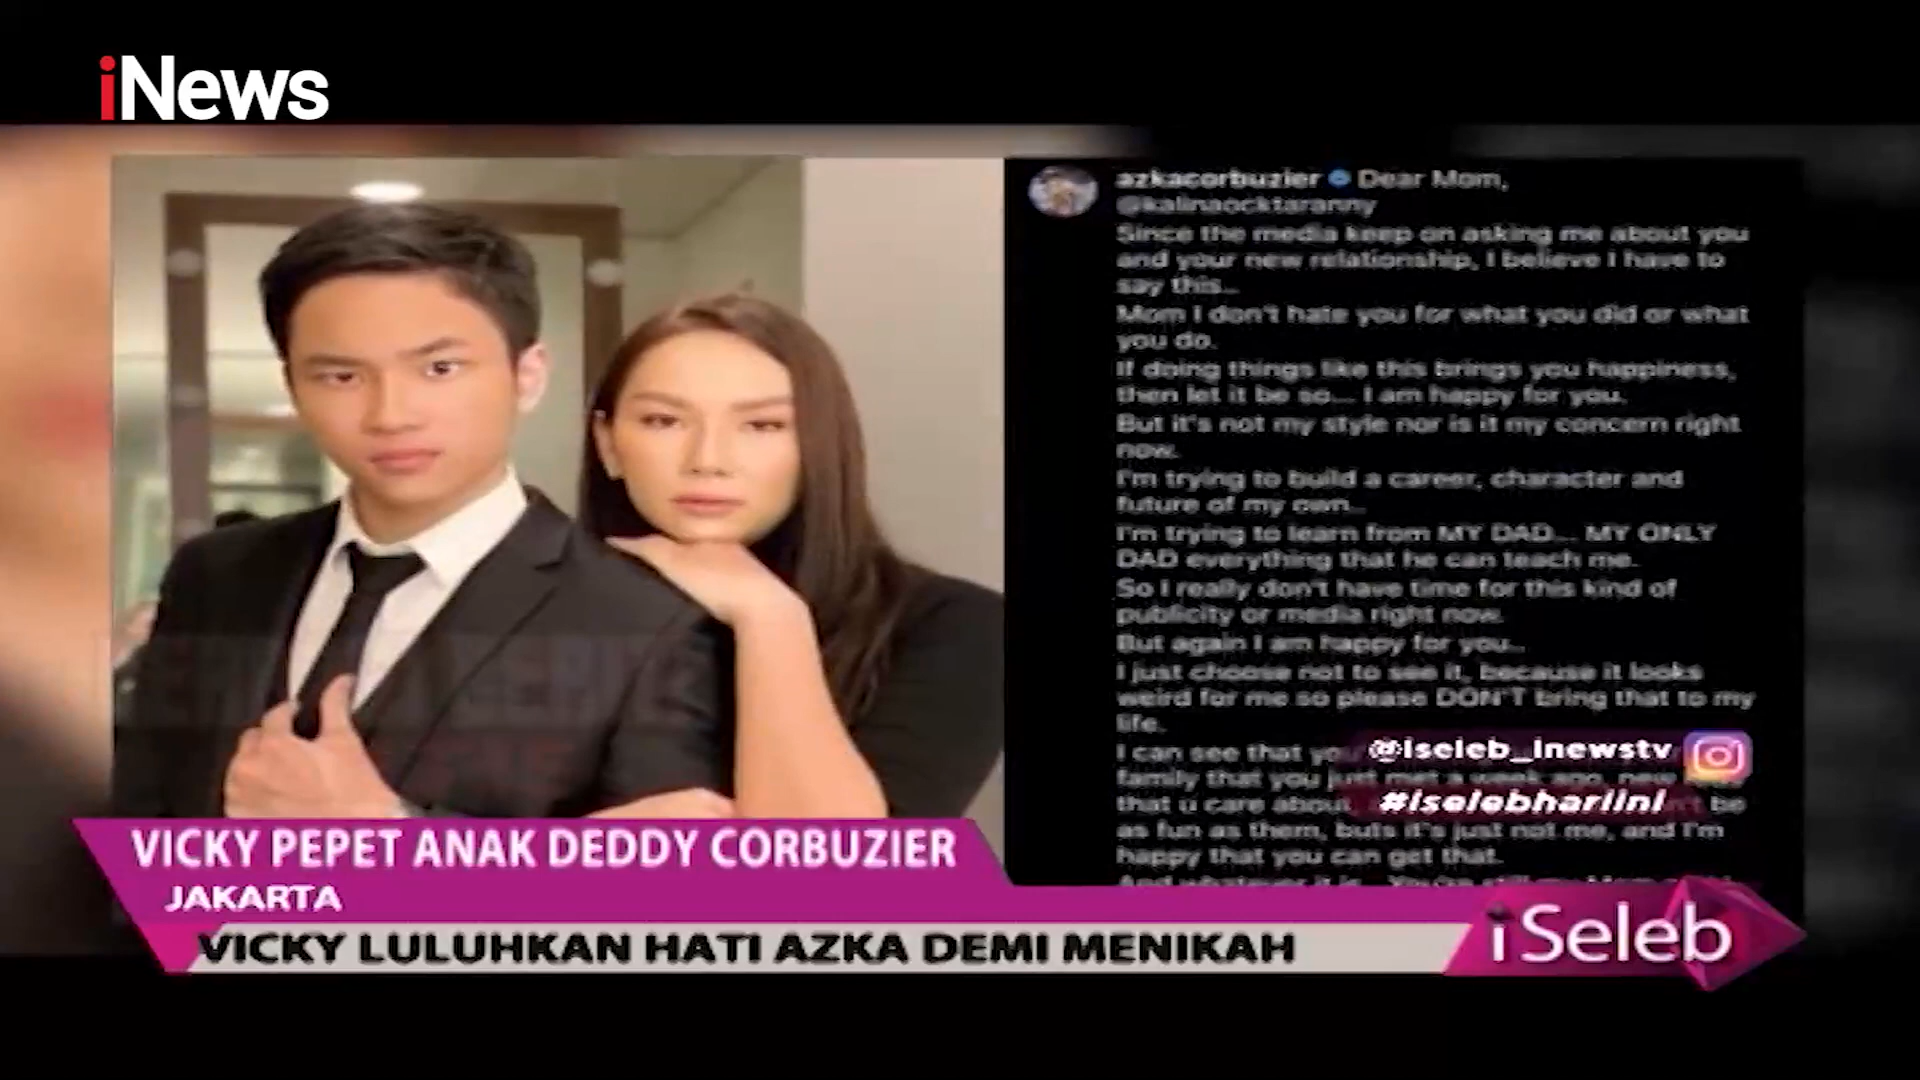 iNews
azkacorbuzier Dear Mom,
@kalinaocktaranny
Since the media keep on asking me about you
and your new relationship, I believe I have to
say this...
Mom I don't hate you for what you did or what
you do.
If doing things like this brings you happiness,
then let it be so... I am happy for you.
But it's not my style nor is it my concern right
now.
I'm trying to build a career, character and
future of my own...
I'm trying to learn from MY DAD... MY ONLY
DAD everything that he can teach me.
So I really don't have time for this kind of
publicity or media right now.
But again I am happy for you...
I just choose not to see it, because it looks
weird for me so please DON'T bring that to my
life.
I can see that
family that you just met a week ago, new
that u care about be
as fun as them, buts it's just not me, and I'm
happy that you can get that.
@iseleb_inewstv
#iselebhariini
VICKY PEPET ANAK DEDDY CORBUZIER
JAKARTA
VICKY LULUHKAN HATI AZKA DEMI MENIKAH
iSeleb